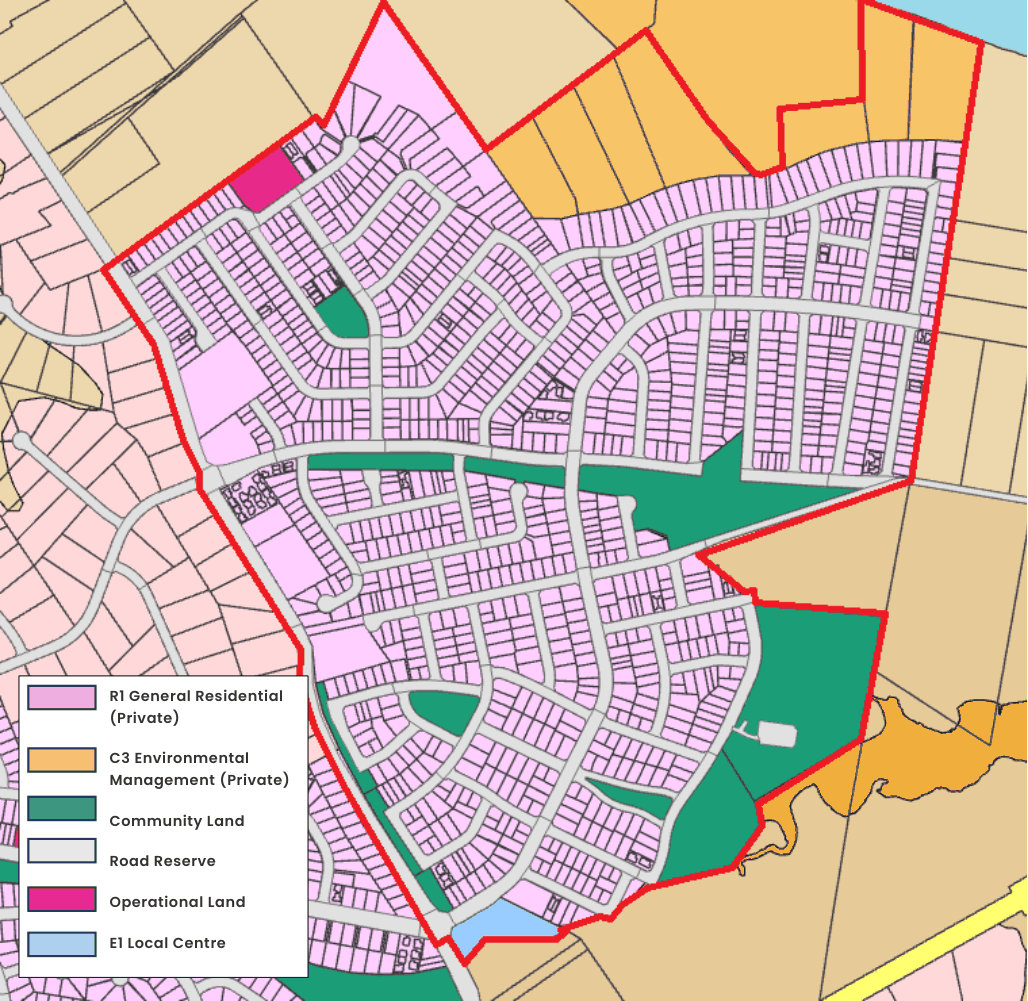 R1 General Residential
(Private)
C3 Environmental
Management (Private)
Community Land
Road Reserve
Operational Land
E1 Local Centre